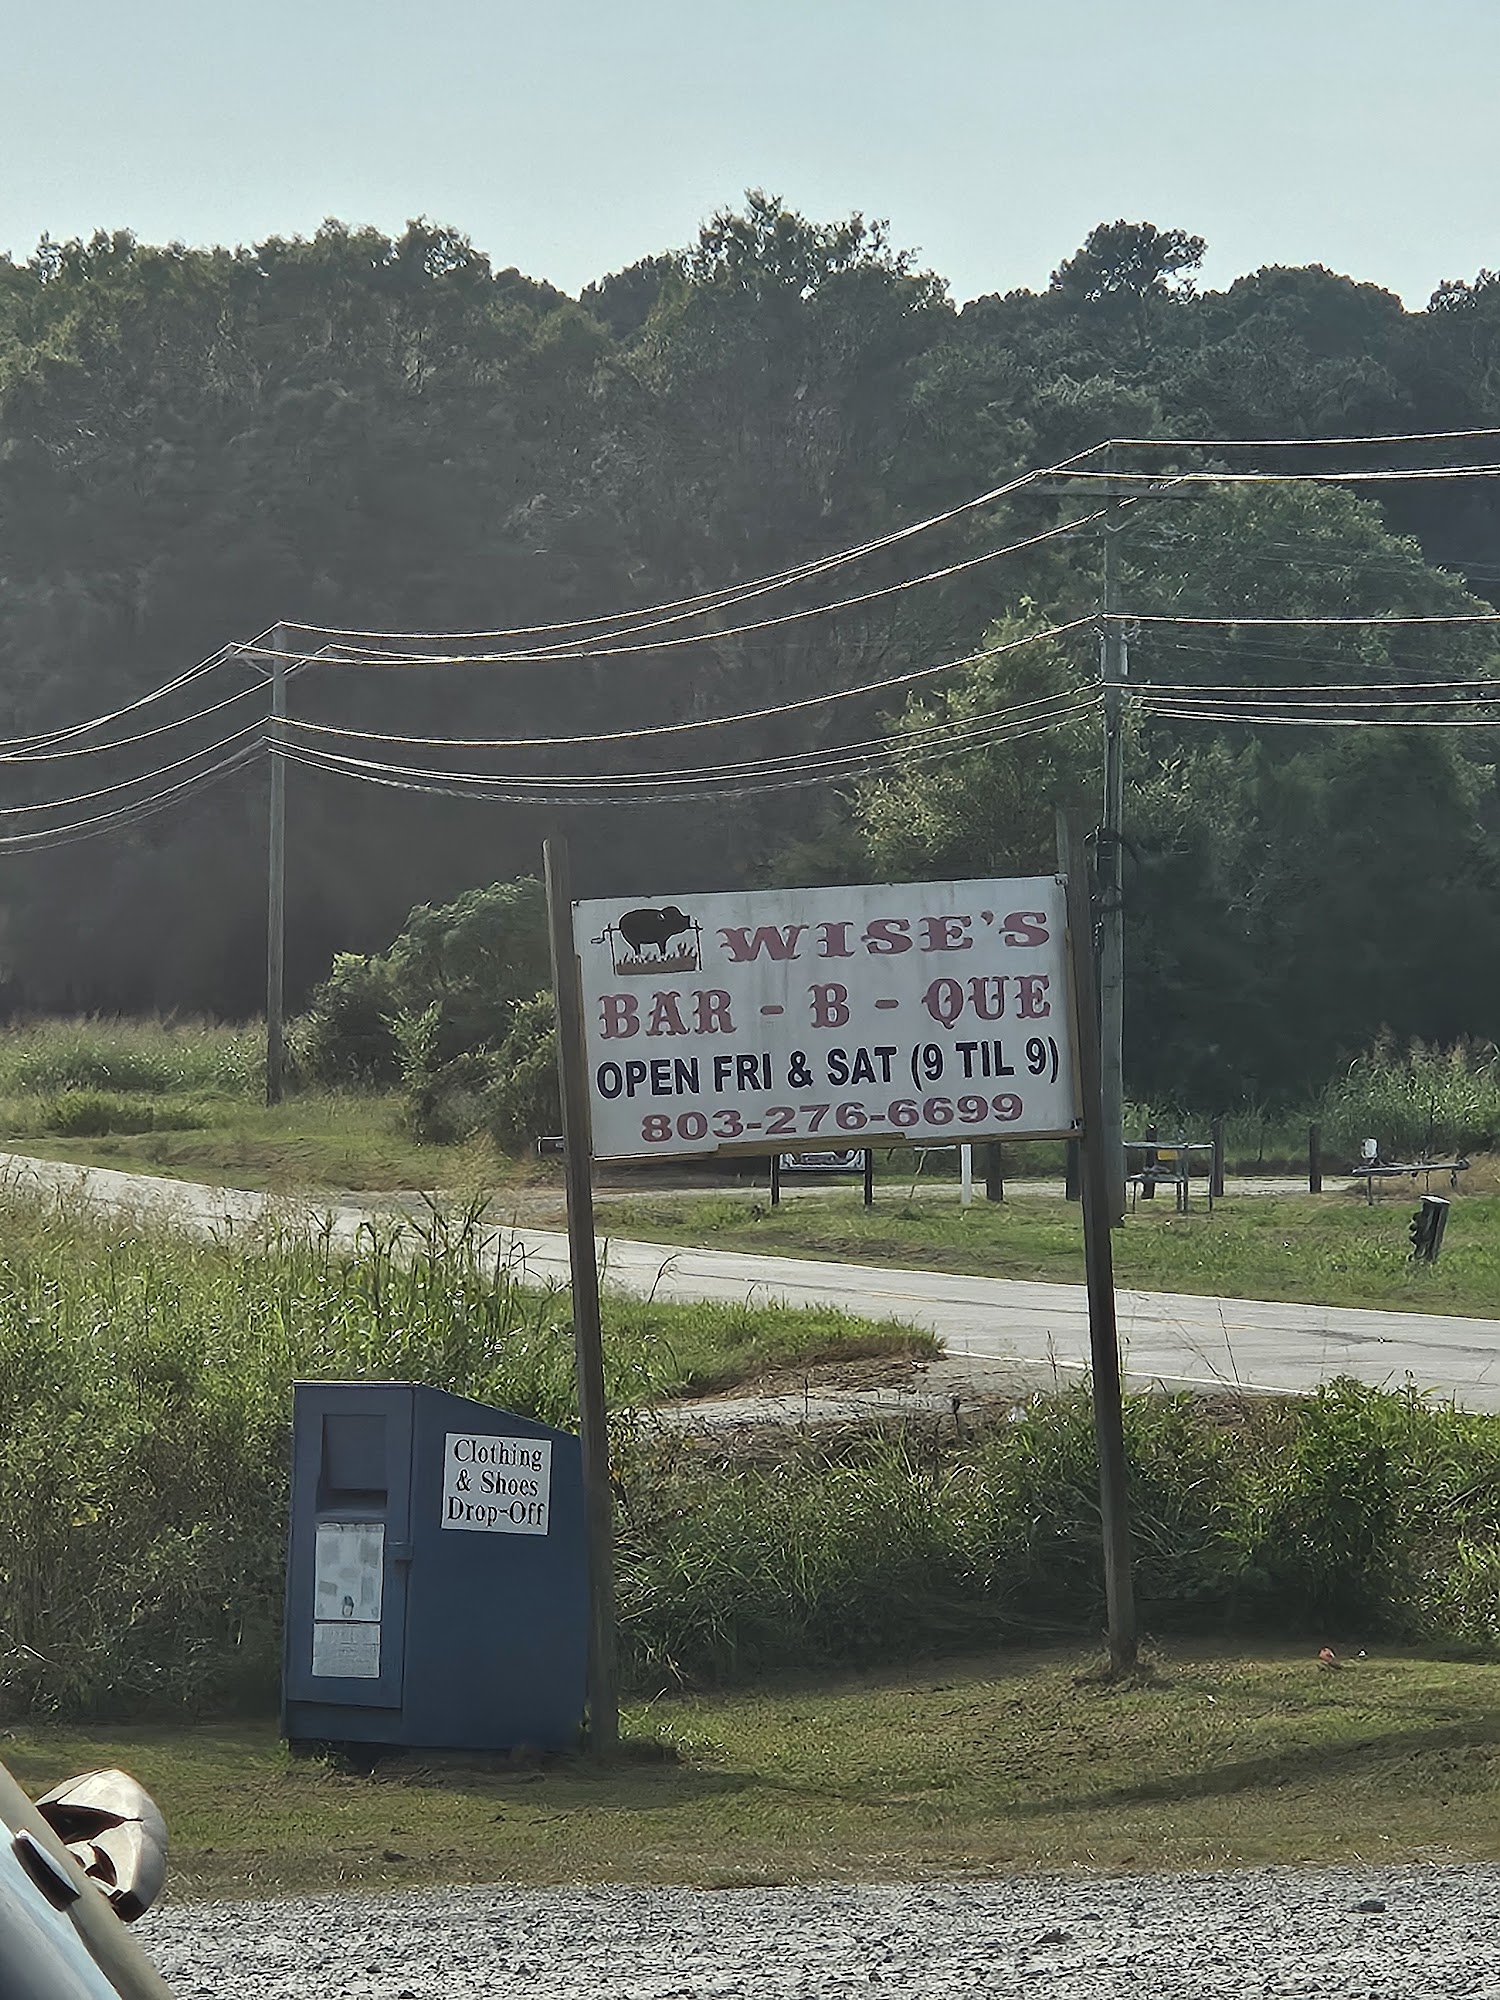 WISE'S
BAR - B - QUE
OPEN FRI & SAT (9 TIL 9)
803-276-6699
Clothing
& Shoes
Drop-Off